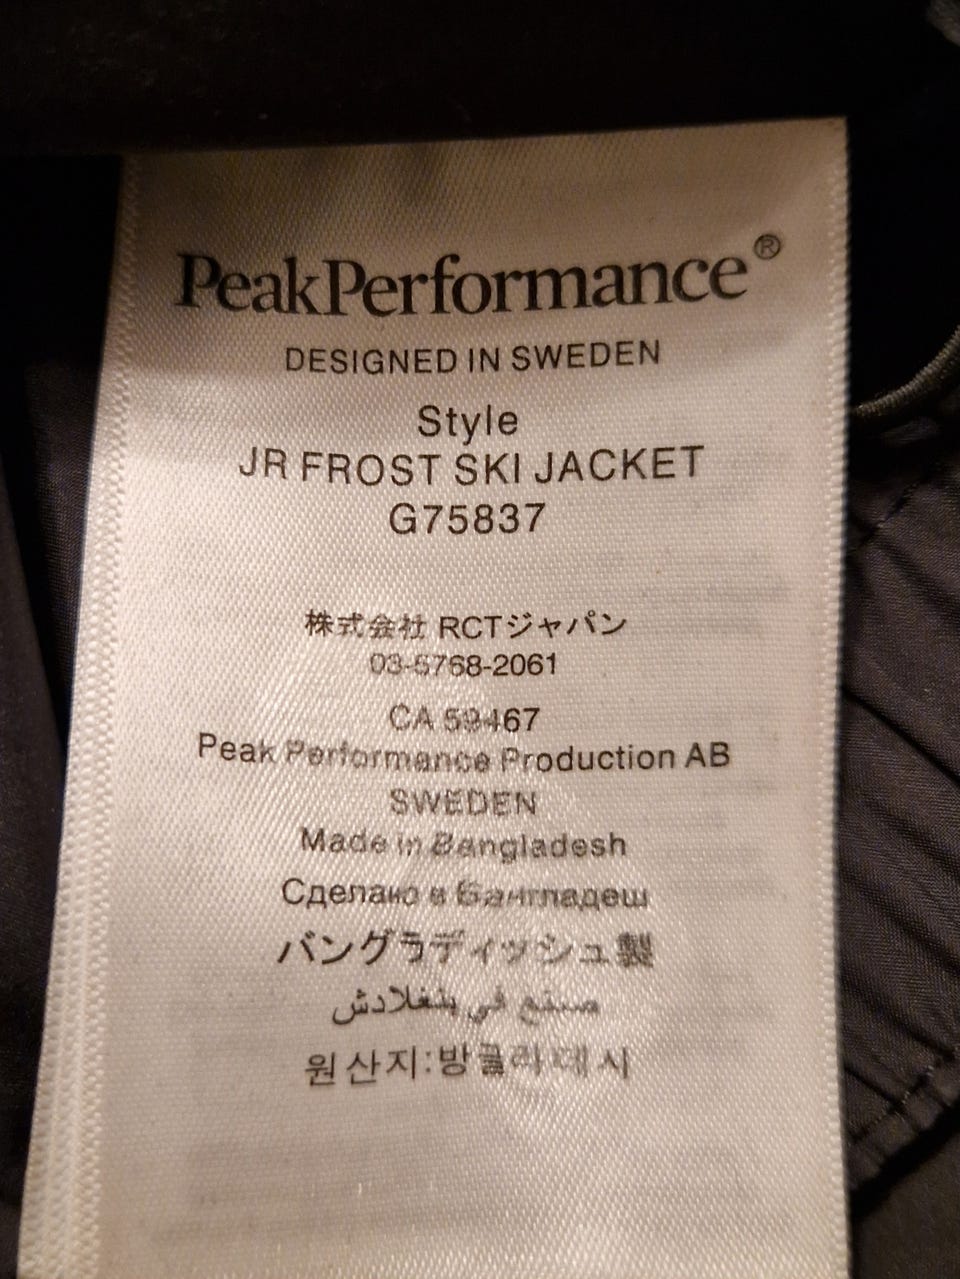 PeakPerformance®
DESIGNED IN SWEDEN
Style
JR FROST SKI JACKET
G75837
株式会社 RCTジャパン
03-5768-2061
CA 59467
Peak Performance Production AB
SWEDEN
Made in Bangladesh
Сделано в Бангладеш
バングラディッシュ製
صنع في بنغلادش
원산지:방글라데시